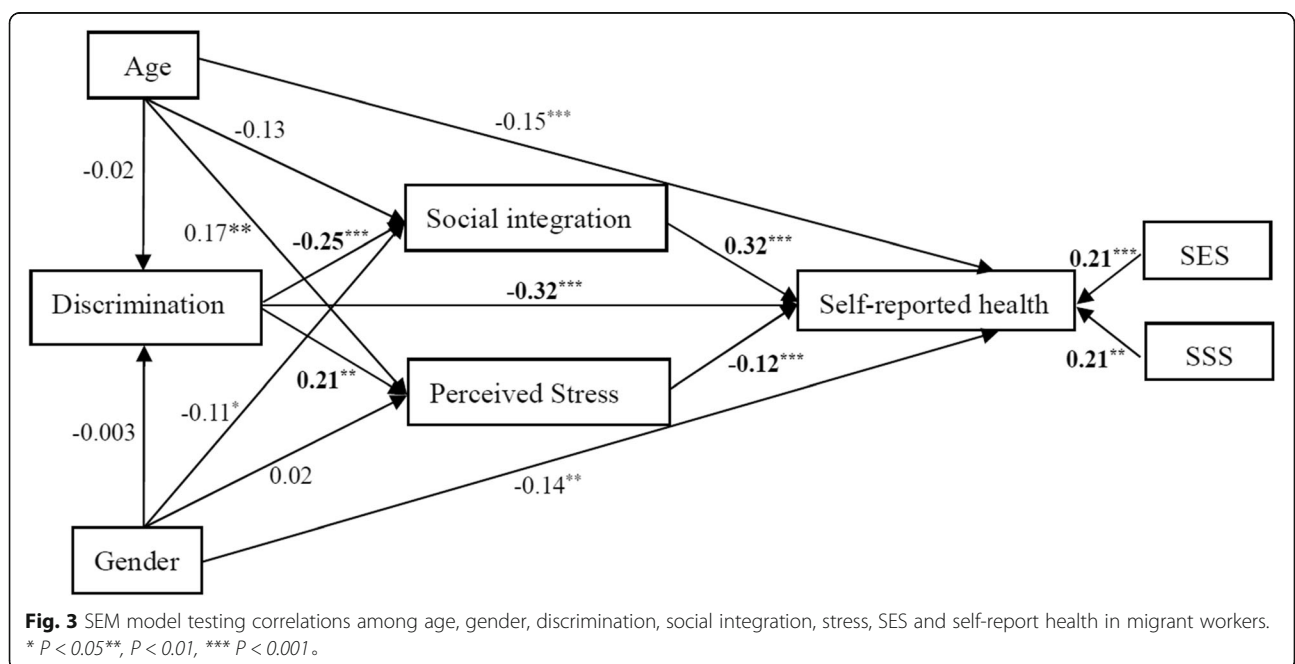 Age
-0.15***
-0.13
-0.02
Social integration
0.17**
-0.25***
0.32***
0.21***
SES
Discrimination
-0.32***
Self-reported health
0.21**
-0.12***
0.21**
SSS
Perceived Stress
-0.11*
-0.003
0.02
-0.14**
Gender
Fig. 3 SEM model testing correlations among age, gender, discrimination, social integration, stress, SES and self-report health in migrant workers.
* P < 0.05**, P < 0.01, *** P < 0.001。